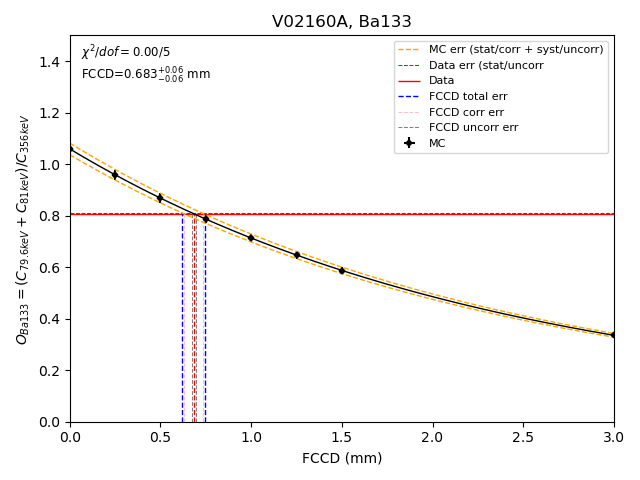 V02160A, Ba133
χ²/dof = 0.00/5
FCCD=0.683 +0.06 −0.06 mm
MC err (stat/corr + syst/uncorr)
Data err (stat/uncorr
Data
FCCD total err
FCCD corr err
FCCD uncorr err
MC
O_Ba133 = (C_79.6keV + C_81keV)/C_356keV
1.4
1.2
1.0
0.8
0.6
0.4
0.2
0.0
0.0 0.5 1.0 1.5 2.0 2.5 3.0
FCCD (mm)